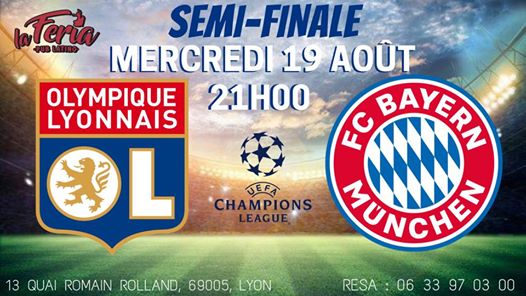 la Feria
PUB LATINO
SEMI-FINALE
MERCREDI 19 AOÛT
21H00
OLYMPIQUE
LYONNAIS
OL
FC BAYERN
MÜNCHEN
UEFA
CHAMPIONS
LEAGUE
13 QUAI ROMAIN ROLLAND, 69005, LYON
RESA : 06 33 97 03 00